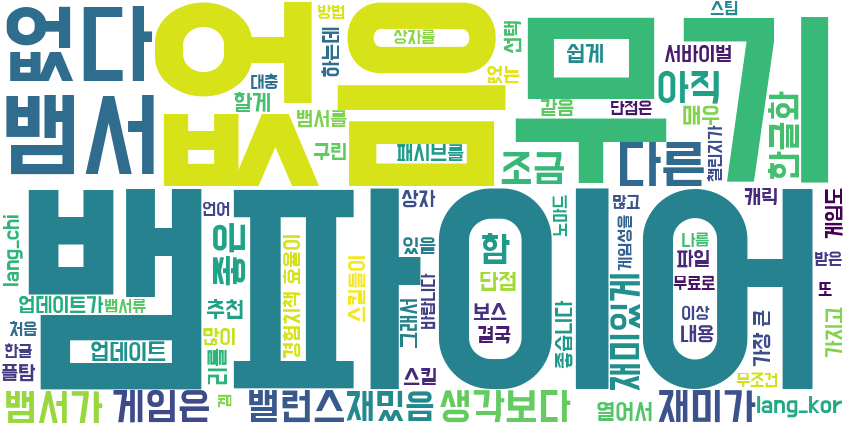 없다
없음
무기
방법
하는데
상자를
선택
쉽게
스팀
서바이벌
없는
대충
할게
뱀서를
구린
패시브를
같음
단점은
아직
매우
챌린지가
한글화
뱀서
조금
다른
뱀파이어
언어
좋은
lang_chi
업데이트가
뱀서류
추천
처음
한글
플탐
업데이트
많이
리롤
경험치책
효율이
스킬들이
상자
있을
그래서
바랍니다
스킬
함
단점
보스
결국
노마드
좋습니다
많고
게임성을
재미있게
나름
파일
무료로
이상
내용
캐릭
게임도
받은
또
가장
큰
가지고
무조건
뱀서가
게임은
겜
밸런스
재밌음
생각보다
열어서
재미가
lang_kor